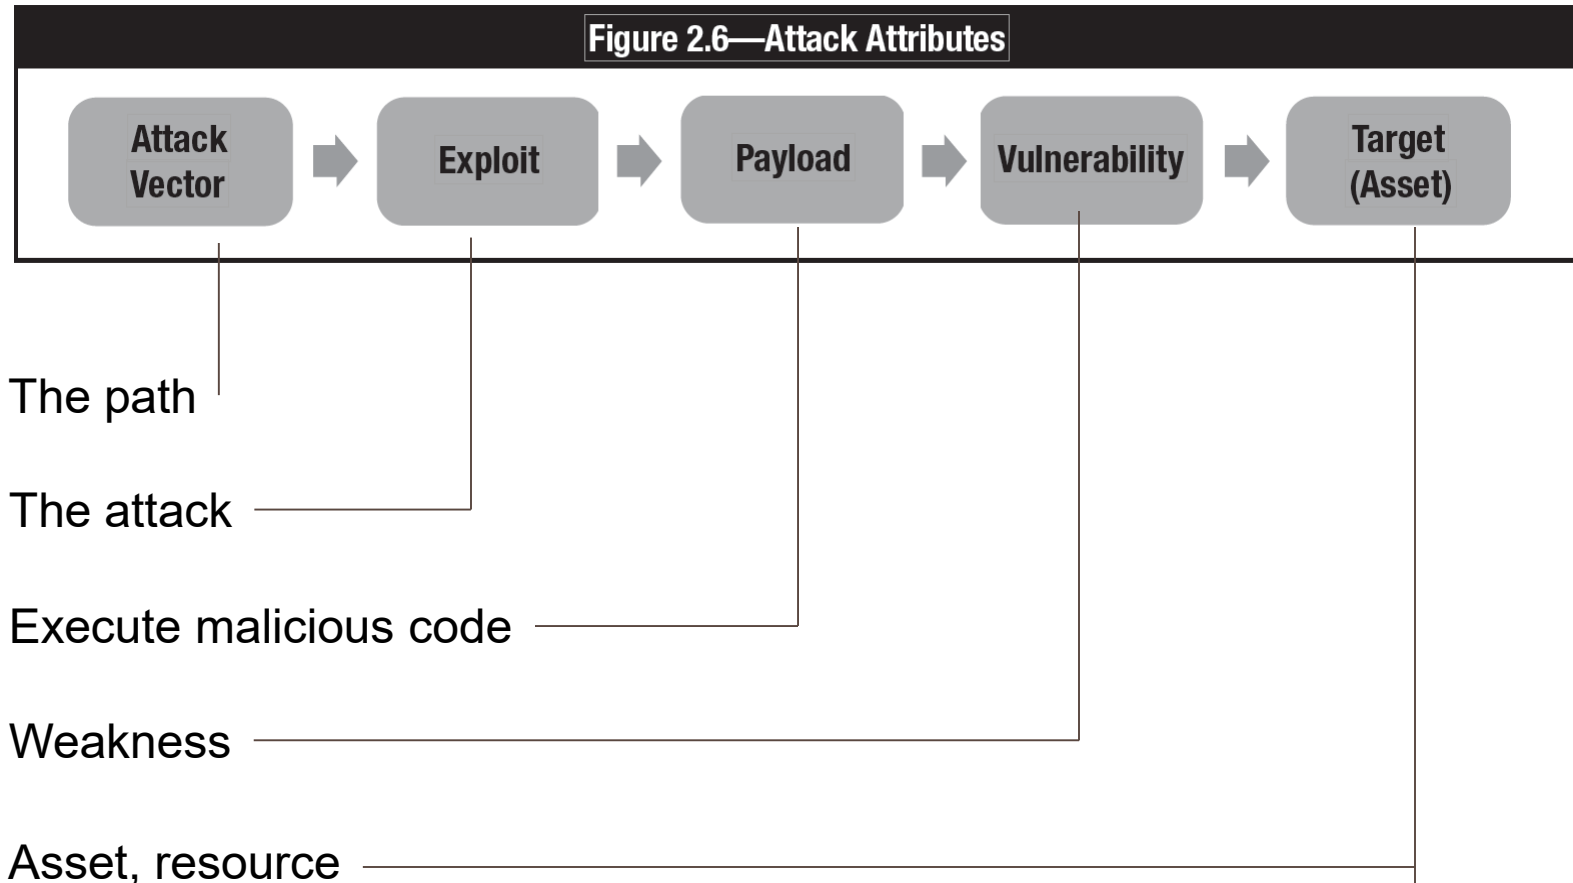 Figure 2.6—Attack Attributes
Attack
Vector
Exploit
Payload
Vulnerability
Target
(Asset)
The path
The attack
Execute malicious code
Weakness
Asset, resource